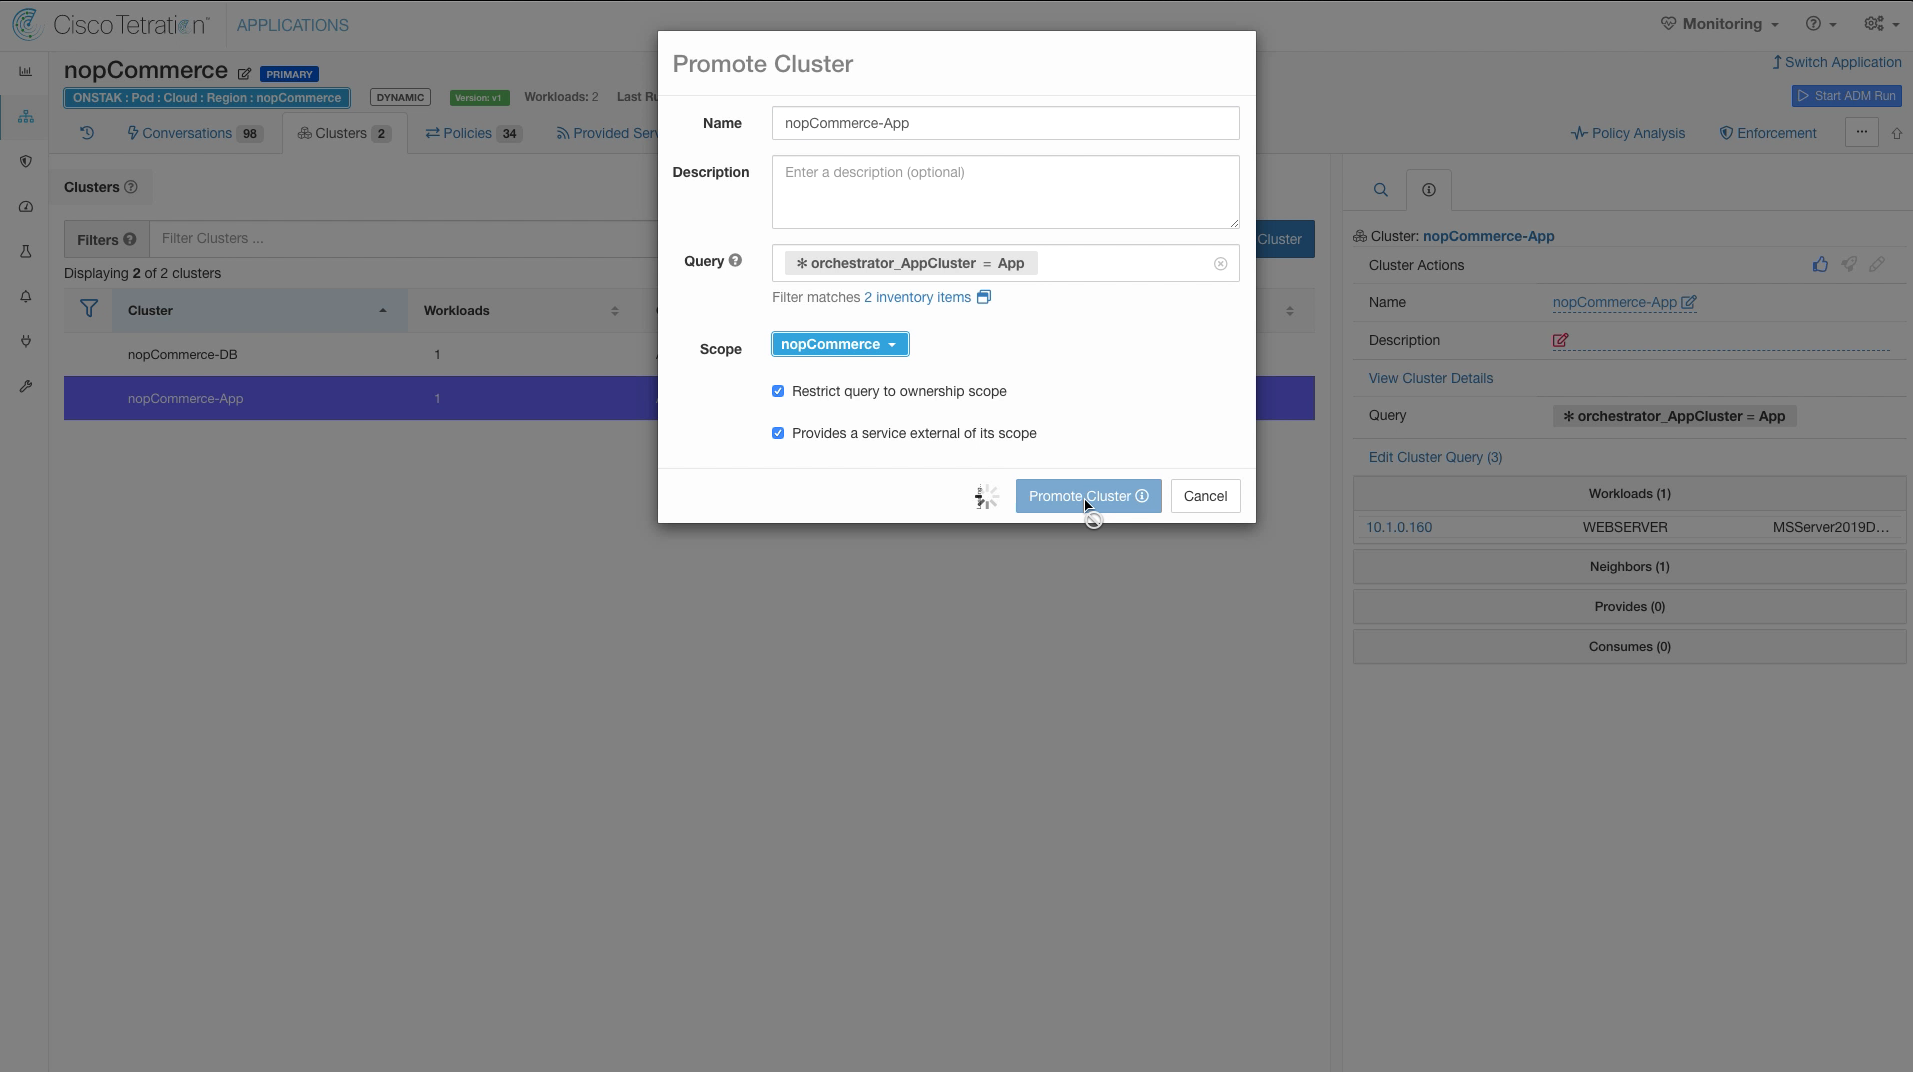 Cisco Tetration™ APPLICATIONS
Monitoring
nopCommerce PRIMARY
Switch Application
ONSTAK : Pod : Cloud : Region : nopCommerce DYNAMIC Version: v1 Workloads: 2 Last
Start ADM Run
Conversations 98 Clusters 2 Policies 34 Provided
Policy Analysis Enforcement ...
Clusters
Filters Filter Clusters ...
Cluster
Displaying 2 of 2 clusters
Cluster Workloads
nopCommerce-DB 1
nopCommerce-App 1
Promote Cluster
Name nopCommerce-App
Description Enter a description (optional)
Query * orchestrator_AppCluster = App
Filter matches 2 inventory items
Scope nopCommerce
Restrict query to ownership scope
Provides a service external of its scope
Promote Cluster Cancel
Cluster: nopCommerce-App
Cluster Actions
Name nopCommerce-App
Description
View Cluster Details
Query * orchestrator_AppCluster = App
Edit Cluster Query (3)
Workloads (1)
10.1.0.160 WEBSERVER MSServer2019D...
Neighbors (1)
Provides (0)
Consumes (0)